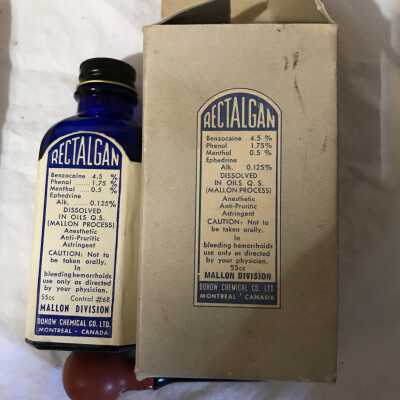 RECTALGAN
Benzocaine 4.5 %
Phenol ..... 1.75 %
Menthol .... 0.5 %
Ephedrine
Alk. ..... 0.125%
DISSOLVED
IN OILS Q.S.
(MALLON PROCESS)
Anesthetic
Anti-Pruritic
Astringent
CAUTION: Not to
be taken orally.
In
bleeding hemorrhoids
use only as directed
by your physician.
55cc Control #68
MALLON DIVISION
DOHOW CHEMICAL CO. LTD.
MONTREAL - CANADA
RECTALGAN
Benzocaine 4.5 %
Phenol 1.75%
Menthol 0.5 %
Ephedrine
Alk. 0.125%
DISSOLVED
IN OILS Q.S.
(MALLON PROCESS)
Anesthetic
Anti-Pruritic
Astringent
CAUTION: Not to
be taken orally.
In
bleeding hemorrhoids
use only as directed
by your physician.
55cc
MALLON DIVISION
DOHOW CHEMICAL CO. LTD.
MONTREAL - CANADA